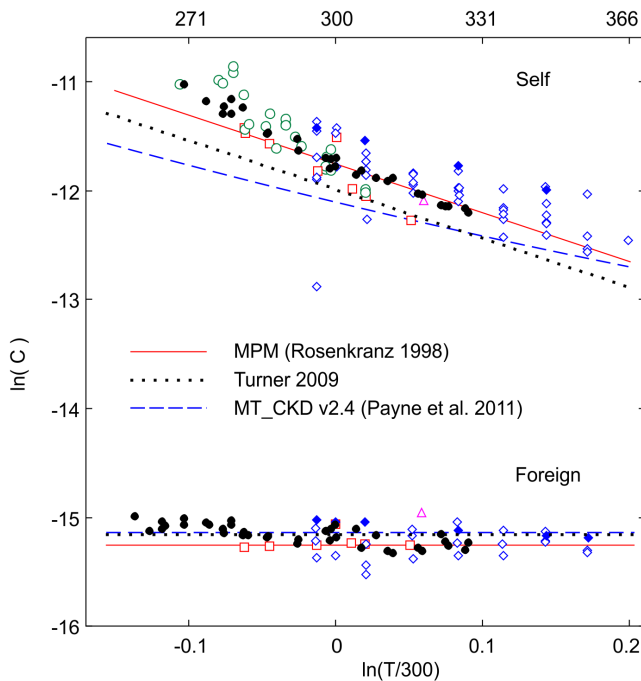 271 300 331 366
-11
Self
-12
-13
ln( C )
MPM (Rosenkranz 1998)
Turner 2009
-14
MT_CKD v2.4 (Payne et al. 2011)
Foreign
-15
-16
-0.1 0 0.1 0.2
ln(T/300)